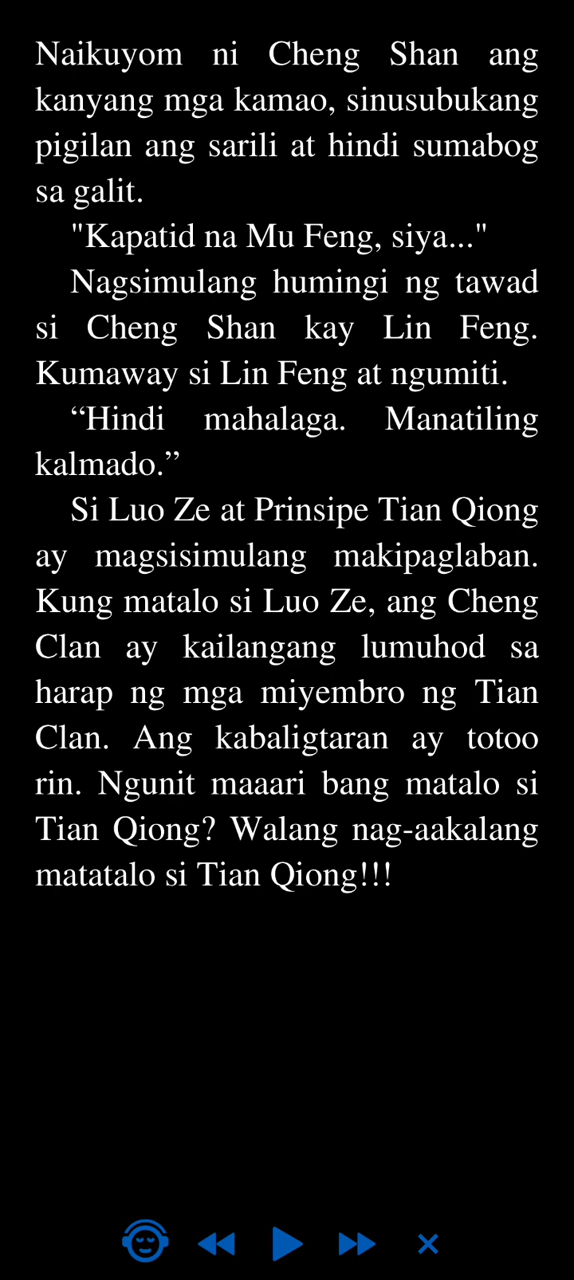 Naikuyom ni Cheng Shan ang
kanyang mga kamao, sinusubukang
pigilan ang sarili at hindi sumabog
sa galit.
"Kapatid na Mu Feng, siya..."
Nagsimulang humingi ng tawad
si Cheng Shan kay Lin Feng.
Kumaway si Lin Feng at ngumiti.
“Hindi mahalaga. Manatiling
kalmado.”
Si Luo Ze at Prinsipe Tian Qiong
ay magsisimulang makipaglaban.
Kung matalo si Luo Ze, ang Cheng
Clan ay kailangang lumuhod sa
harap ng mga miyembro ng Tian
Clan. Ang kabaligtaran ay totoo
rin. Ngunit maaari bang matalo si
Tian Qiong? Walang nag-aakalang
matatalo si Tian Qiong!!!